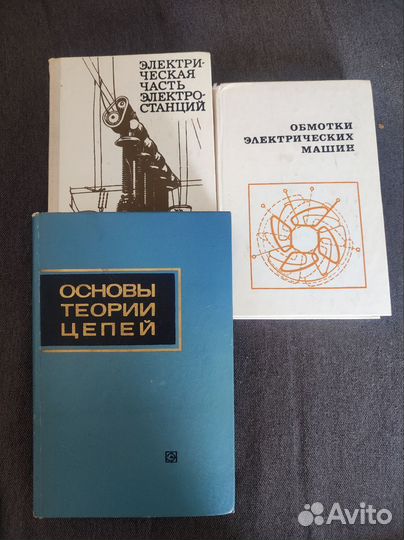 ЭЛЕКТРИ-
ЧЕСКАЯ
ЧАСТЬ
ЭЛЕКТРО-
СТАНЦИЙ
ОБМОТКИ
ЭЛЕКТРИЧЕСКИХ
МАШИН
ОСНОВЫ
ТЕОРИИ
ЦЕПЕЙ
Avito